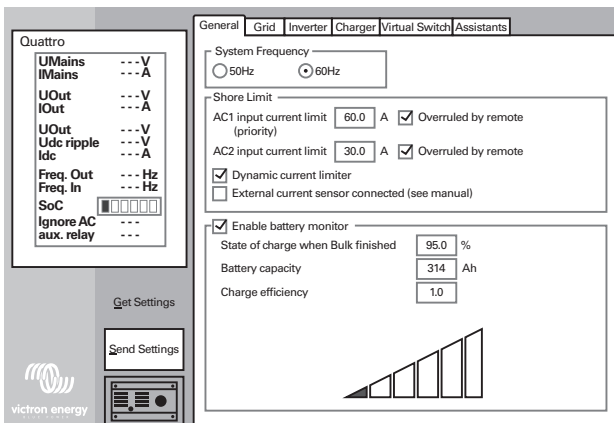 General Grid Inverter Charger Virtual Switch Assistants
Quattro
UMains ---V
IMains ---A
UOut ---V
IOut ---A
UOut ---V
Udc ripple ---V
Idc ---A
Freq. Out --- Hz
Freq. In --- Hz
SoC
Ignore AC ---
aux. relay ---
Get Settings
Send Settings
victron energy
System Frequency
50Hz 60Hz
Shore Limit
AC1 input current limit 60.0 A Overruled by remote
(priority)
AC2 input current limit 30.0 A Overruled by remote
Dynamic current limiter
External current sensor connected (see manual)
Enable battery monitor
State of charge when Bulk finished 95.0 %
Battery capacity 314 Ah
Charge efficiency 1.0